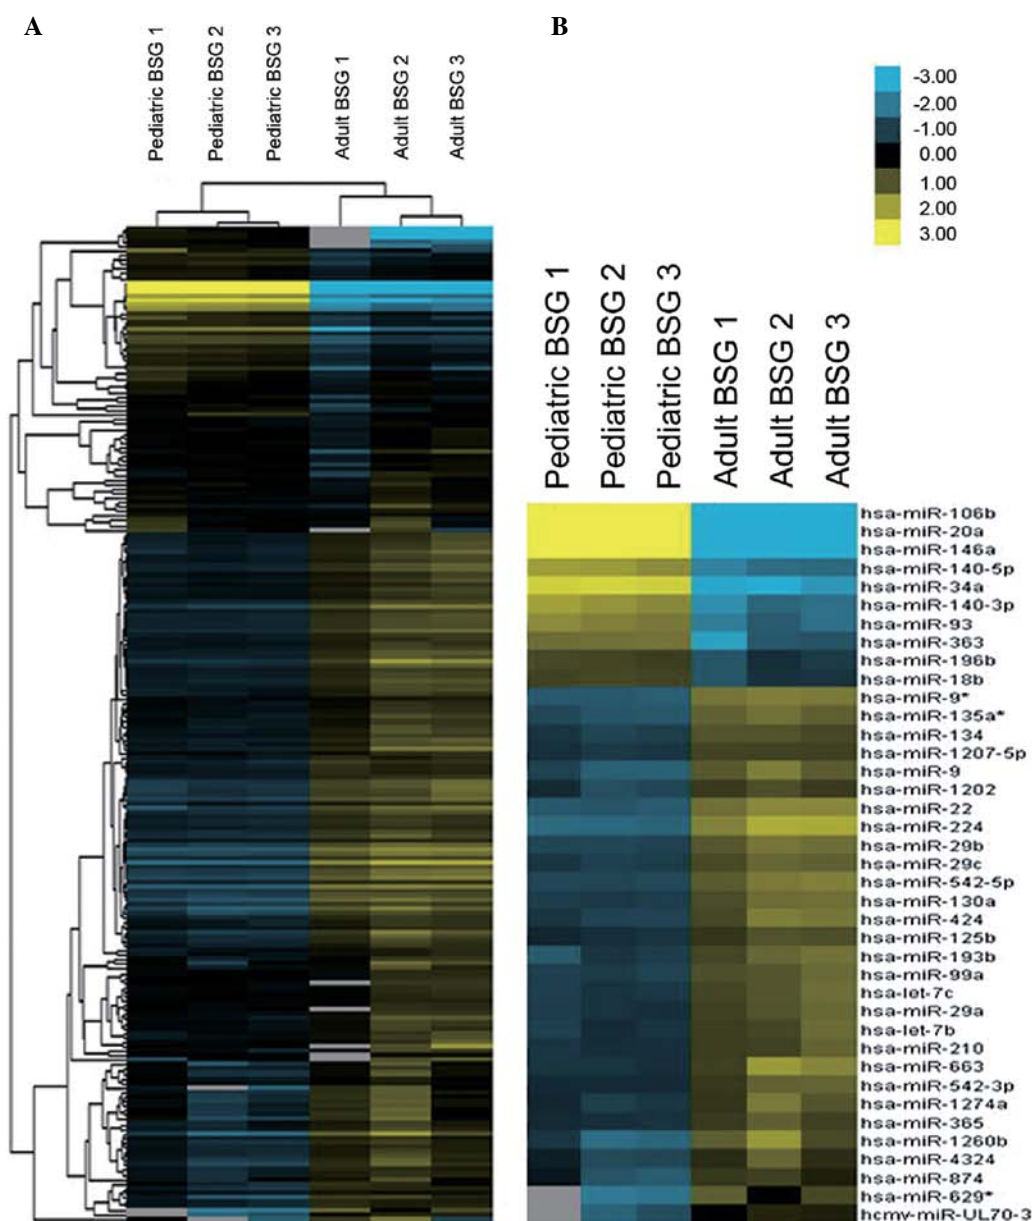 A
B
Pediatric BSG 1
Pediatric BSG 2
Pediatric BSG 3
Adult BSG 1
Adult BSG 2
Adult BSG 3
-3.00
-2.00
-1.00
0.00
1.00
2.00
3.00
Pediatric BSG 1
Pediatric BSG 2
Pediatric BSG 3
Adult BSG 1
Adult BSG 2
Adult BSG 3
hsa-miR-106b
hsa-miR-20a
hsa-miR-146a
hsa-miR-140-5p
hsa-miR-34a
hsa-miR-140-3p
hsa-miR-93
hsa-miR-363
hsa-miR-196b
hsa-miR-18b
hsa-miR-9*
hsa-miR-135a*
hsa-miR-134
hsa-miR-1207-5p
hsa-miR-9
hsa-miR-1202
hsa-miR-22
hsa-miR-224
hsa-miR-29b
hsa-miR-29c
hsa-miR-542-5p
hsa-miR-130a
hsa-miR-424
hsa-miR-125b
hsa-miR-193b
hsa-miR-99a
hsa-let-7c
hsa-miR-29a
hsa-let-7b
hsa-miR-210
hsa-miR-663
hsa-miR-542-3p
hsa-miR-1274a
hsa-miR-365
hsa-miR-1260b
hsa-miR-4324
hsa-miR-874
hsa-miR-629*
hcmv-miR-UL70-3